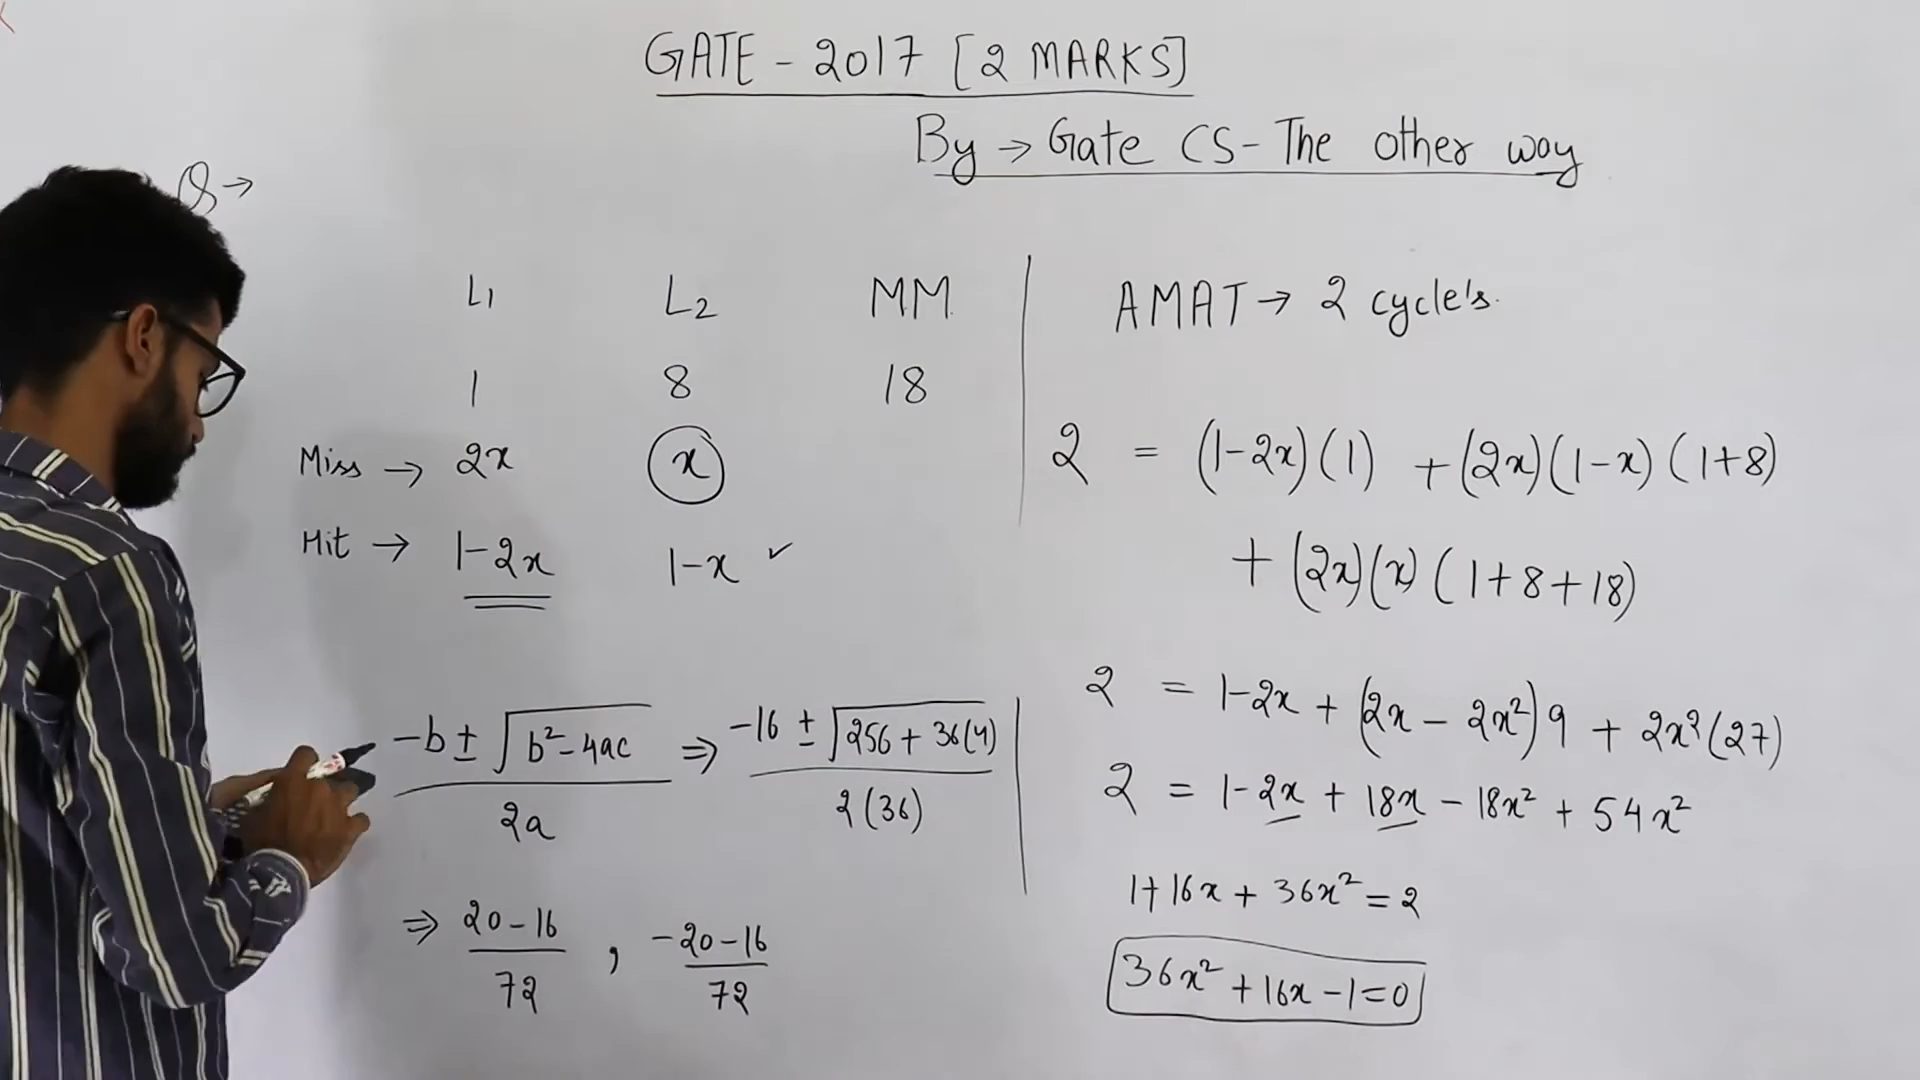 GATE - 2017 [2 MARKS]
By → Gate CS - The other way
Q →
L1 L2 MM
1 8 18
Miss → 2x x
Hit → 1-2x 1-x ✓
AMAT → 2 cycle's.
2 = (1-2x)(1) + (2x)(1-x)(1+8)
+ (2x)(x)(1+8+18)
2 = 1-2x + (2x - 2x²)9 + 2x²(27)
2 = 1-2x + 18x - 18x² + 54x²
1+16x + 36x² = 2
36x² + 16x - 1 = 0
-b ± √b²-4ac / 2a ⇒ -16 ± √256 + 36(4) / 2(36)
⇒ 20-16 / 72 , -20-16 / 72